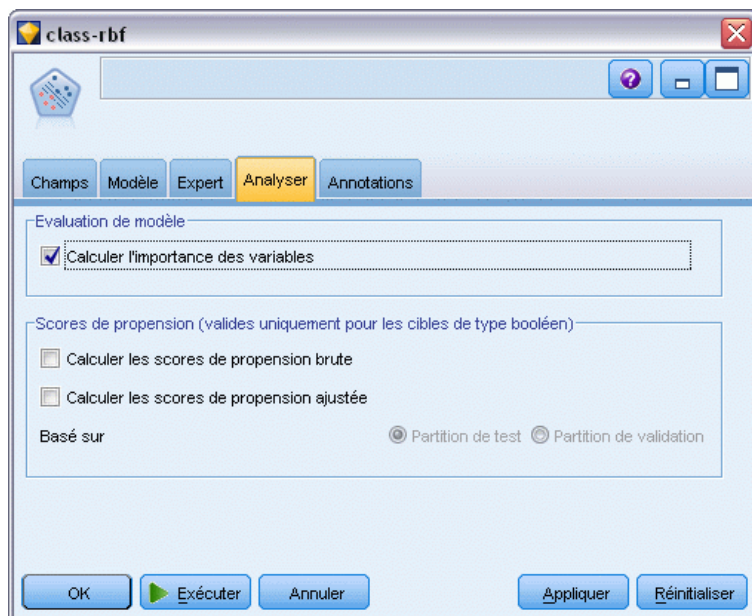 class-rbf
Champs Modèle Expert Analyser Annotations
Evaluation de modèle
Calculer l'importance des variables
Scores de propension (valides uniquement pour les cibles de type booléen)
Calculer les scores de propension brute
Calculer les scores de propension ajustée
Basé sur Partition de test Partition de validation
OK Exécuter Annuler Appliquer Réinitialiser